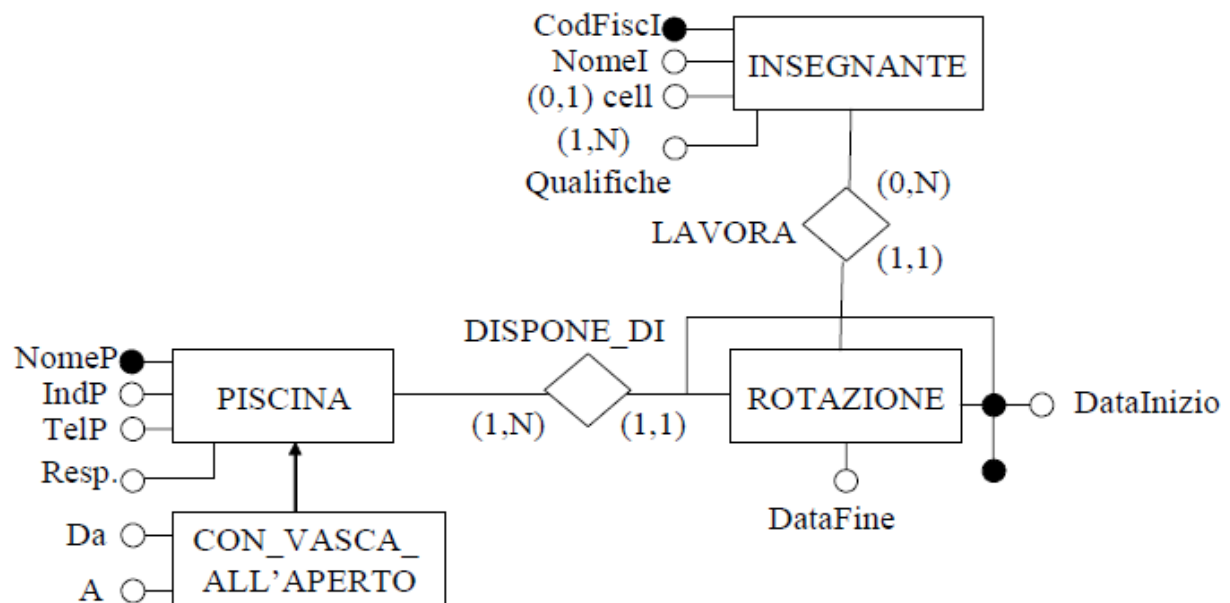 CodFiscI
NomeI
INSEGNANTE
(0,1) cell
(1,N)
Qualifiche
(0,N)
LAVORA
(1,1)
DISPONE_DI
NomeP
IndP
PISCINA
TelP
(1,N)
(1,1)
ROTAZIONE
DataInizio
Resp.
DataFine
Da
CON_VASCA_
ALL’APERTO
A